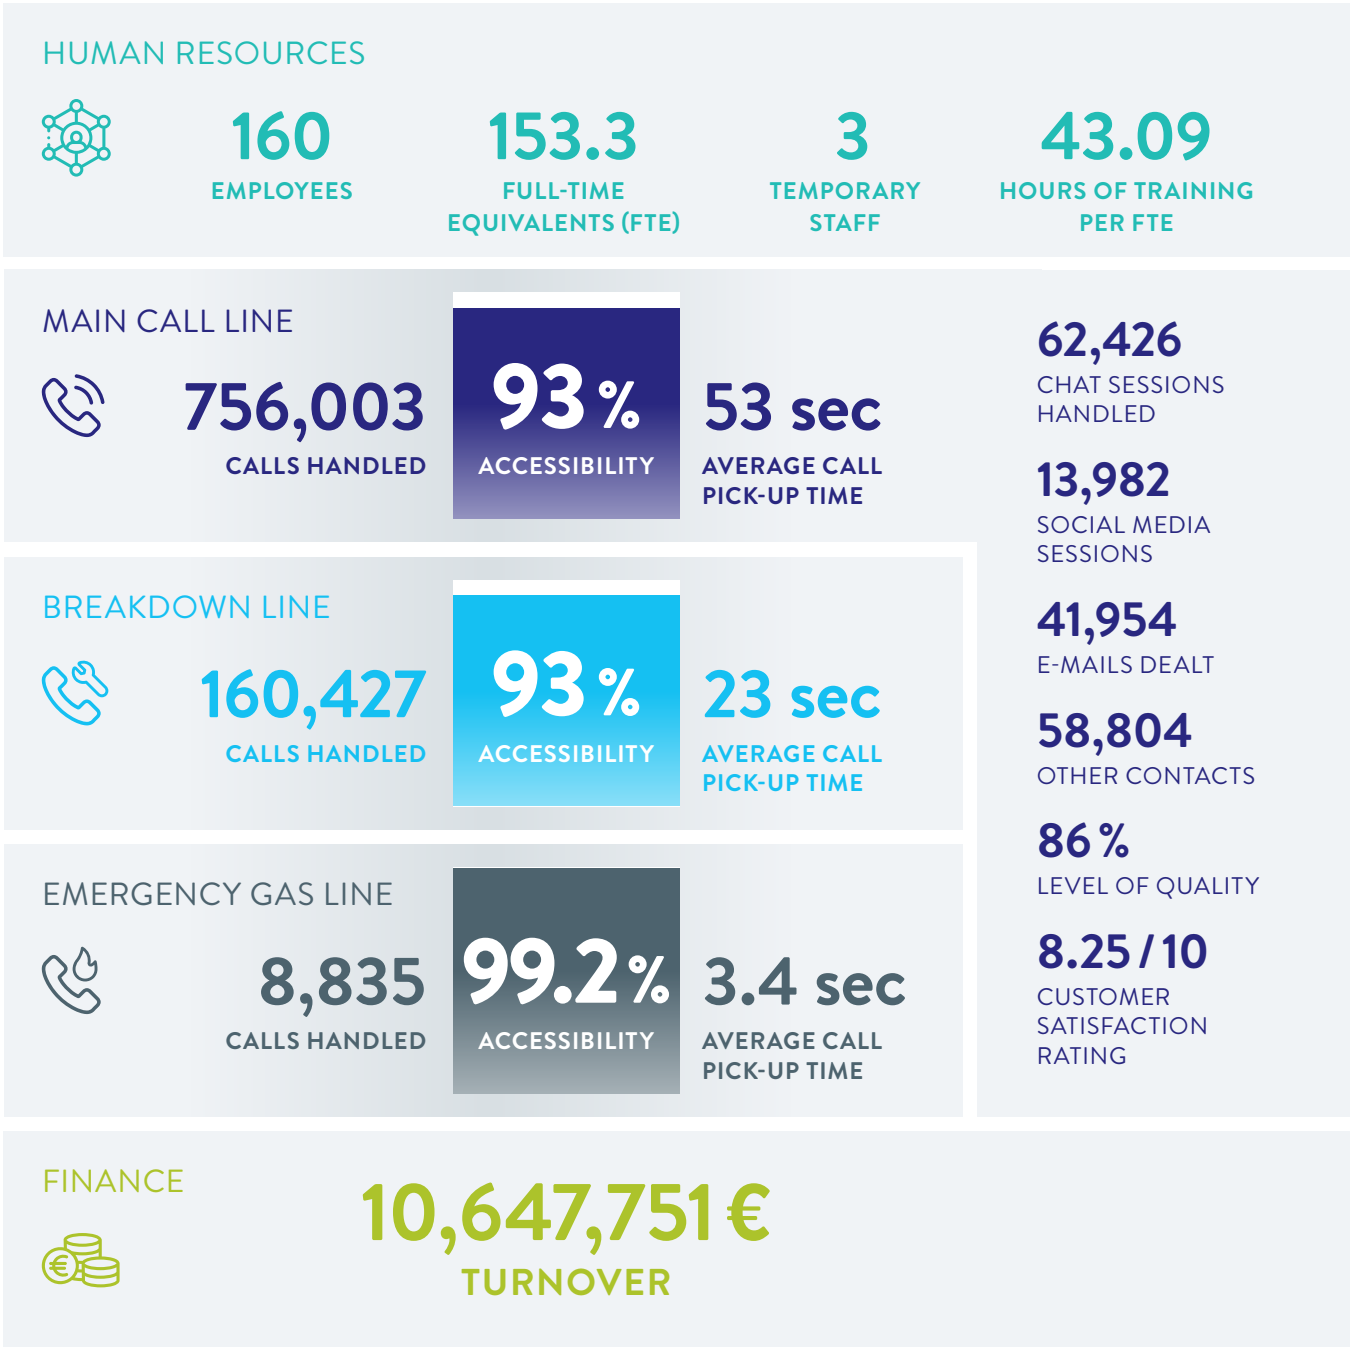 HUMAN RESOURCES
160
EMPLOYEES
153.3
FULL-TIME
EQUIVALENTS (FTE)
3
TEMPORARY
STAFF
43.09
HOURS OF TRAINING
PER FTE
MAIN CALL LINE
756,003
CALLS HANDLED
93 %
ACCESSIBILITY
53 sec
AVERAGE CALL
PICK-UP TIME
BREAKDOWN LINE
160,427
CALLS HANDLED
93 %
ACCESSIBILITY
23 sec
AVERAGE CALL
PICK-UP TIME
EMERGENCY GAS LINE
8,835
CALLS HANDLED
99.2 %
ACCESSIBILITY
3.4 sec
AVERAGE CALL
PICK-UP TIME
62,426
CHAT SESSIONS
HANDLED
13,982
SOCIAL MEDIA
SESSIONS
41,954
E-MAILS DEALT
58,804
OTHER CONTACTS
86 %
LEVEL OF QUALITY
8.25 / 10
CUSTOMER
SATISFACTION
RATING
FINANCE
€
10,647,751 €
TURNOVER